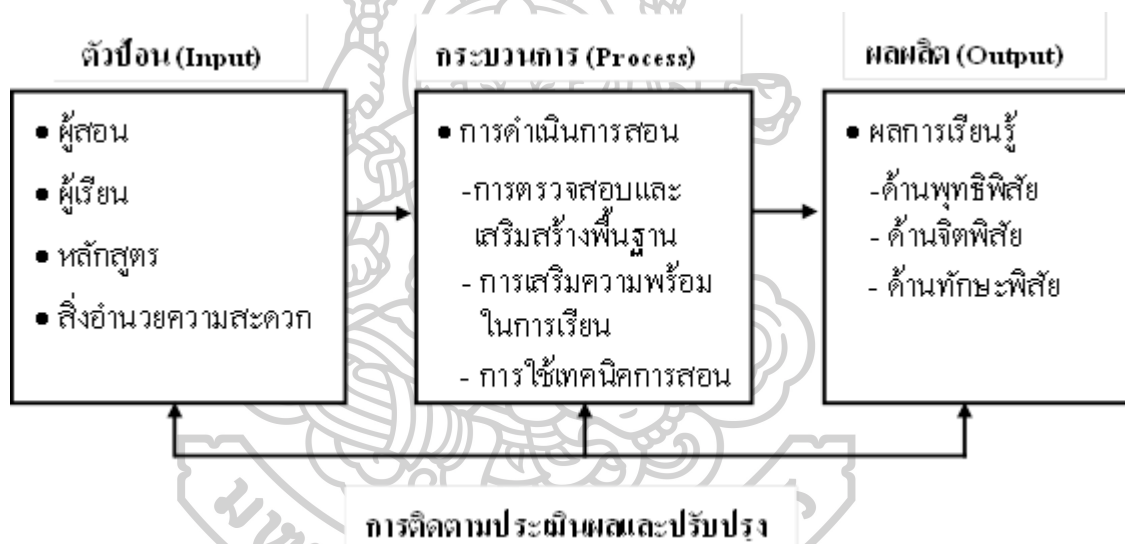 ตัวป้อน (Input)
กระบวนการ (Process)
ผลผลิต (Output)
● ผู้สอน
● ผู้เรียน
● หลักสูตร
● สิ่งอำนวยความสะดวก
● การดำเนินการสอน
-การตรวจสอบและ
เสริมสร้างพื้นฐาน
- การเสริมความพร้อม
ในการเรียน
- การใช้เทคนิคการสอน
● ผลการเรียนรู้
-ด้านพุทธิพิสัย
- ด้านจิตพิสัย
- ด้านทักษะพิสัย
การติดตามประเมินผลและปรับปรุง